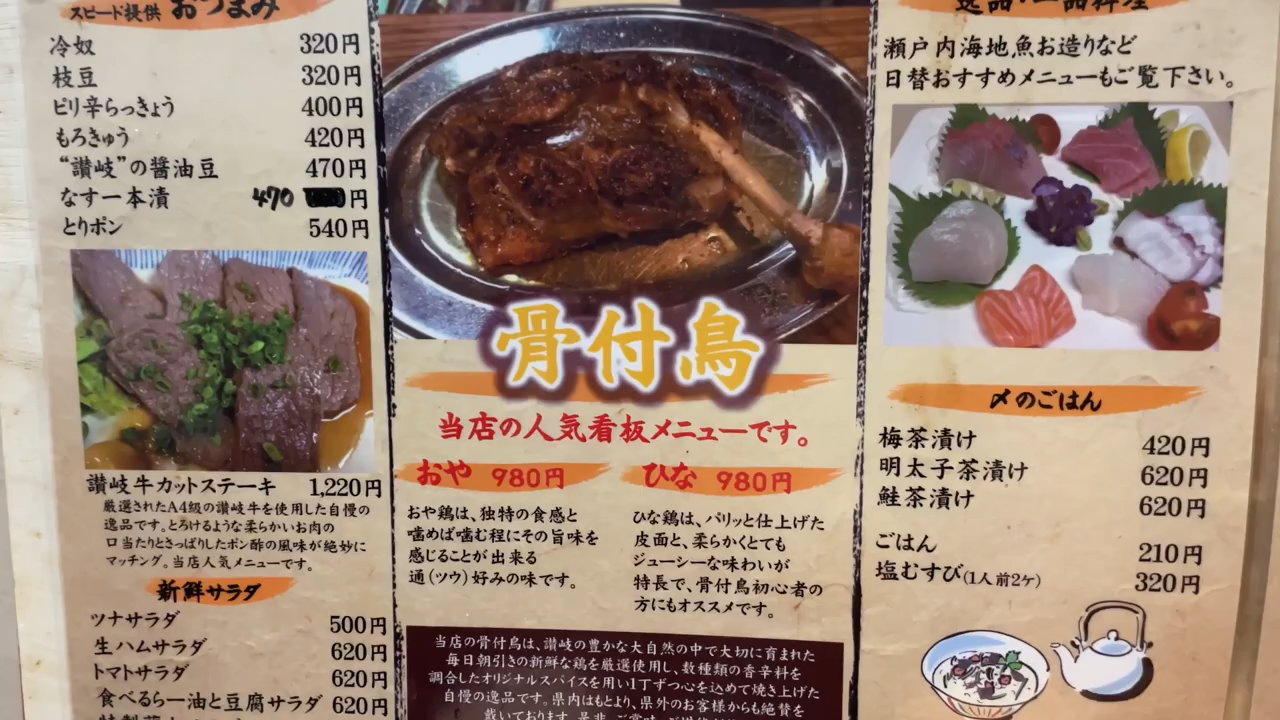 スピード提供 おつまみ
冷奴 320円
枝豆 320円
ピリ辛らっきょう 400円
もろきゅう 420円
“讃岐”の醤油豆 470円
なす一本漬 470 円
とりポン 540円
讃岐牛カットステーキ 1,220円
厳選されたA4級の讃岐牛を使用した自慢の
逸品です。とろけるような柔らかいお肉の
口当たりとさっぱりしたポン酢の風味が絶妙に
マッチング。当店人気メニューです。
新鮮サラダ
ツナサラダ 500円
生ハムサラダ 620円
トマトサラダ 620円
食べるらー油と豆腐サラダ 620円
骨付鳥
当店の人気看板メニューです。
おや 980円
おや鶏は、独特の食感と
噛めば噛む程にその旨味を
感じることが出来る
通(ツウ)好みの味です。
ひな 980円
ひな鶏は、パリッと仕上げた
皮面と、柔らかくとても
ジューシーな味わいが
特長で、骨付鳥初心者の
方にもオススメです。
当店の骨付鳥は、讃岐の豊かな大自然の中で大切に育まれた
毎日朝引きの新鮮な鶏を厳選使用し、数種類の香辛料を
調合したオリジナルスパイスを用い1丁ずつ心を込めて焼き上げた
自慢の逸品です。県内はもとより、県外のお客様からも絶賛を
戴いております。是非、ご賞味
逸品・一品料理
瀬戸内海地魚お造りなど
日替おすすめメニューもご覧下さい。
〆のごはん
梅茶漬け 420円
明太子茶漬け 620円
鮭茶漬け 620円
ごはん 210円
塩むすび(1人前2ケ) 320円